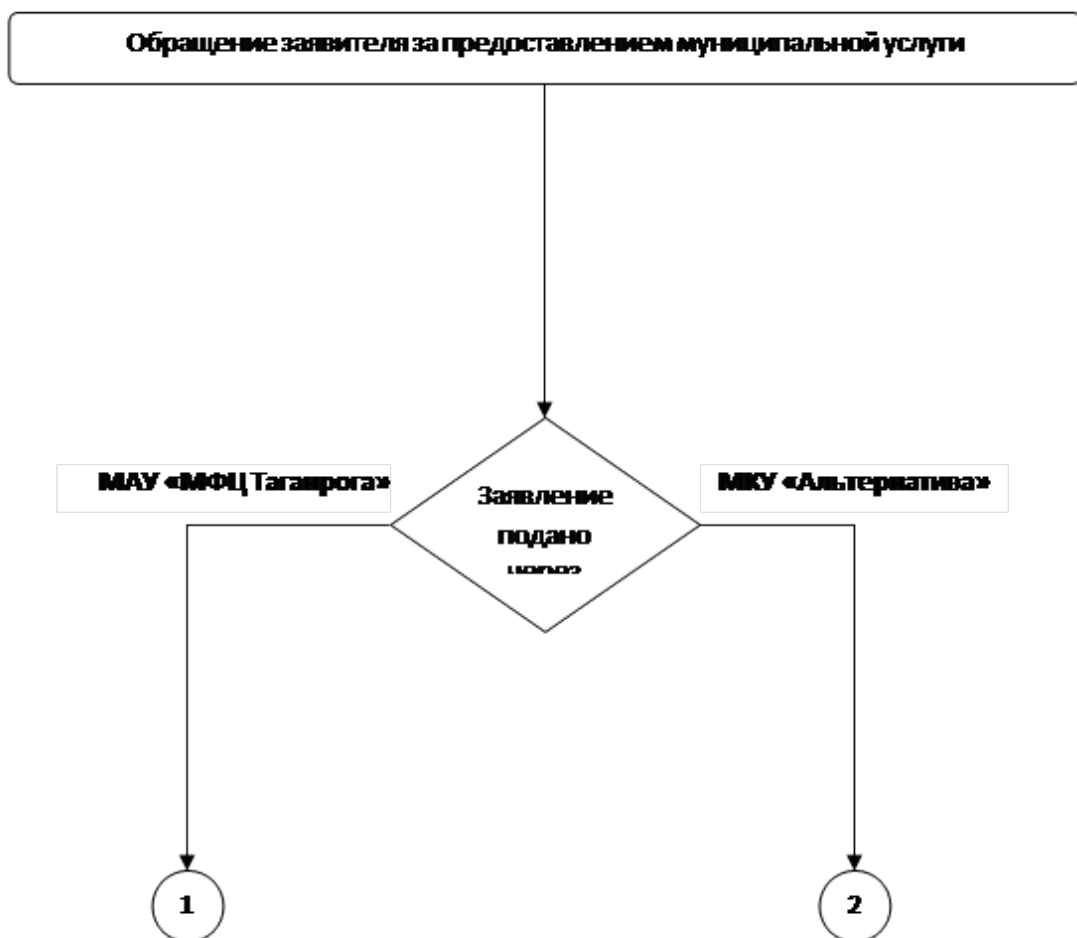 Обращение заявителя за предоставлением муниципальной услуги
МАУ «МФЦ Таганрога»
МКУ «Альтернатива»
Заявление
подано
1
2